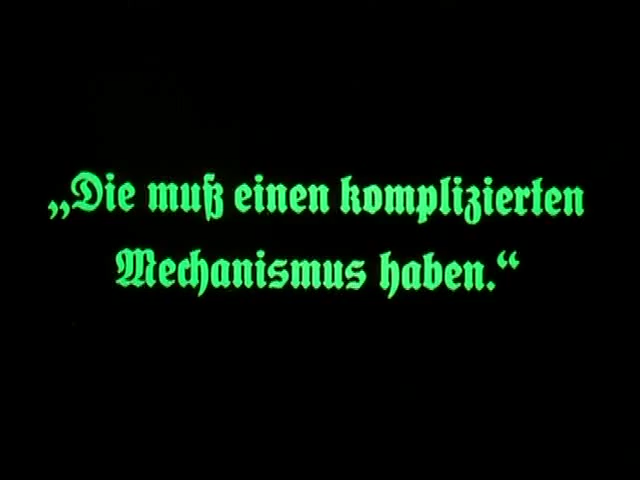 „Die muß einen komplizierten
Mechanismus haben.“